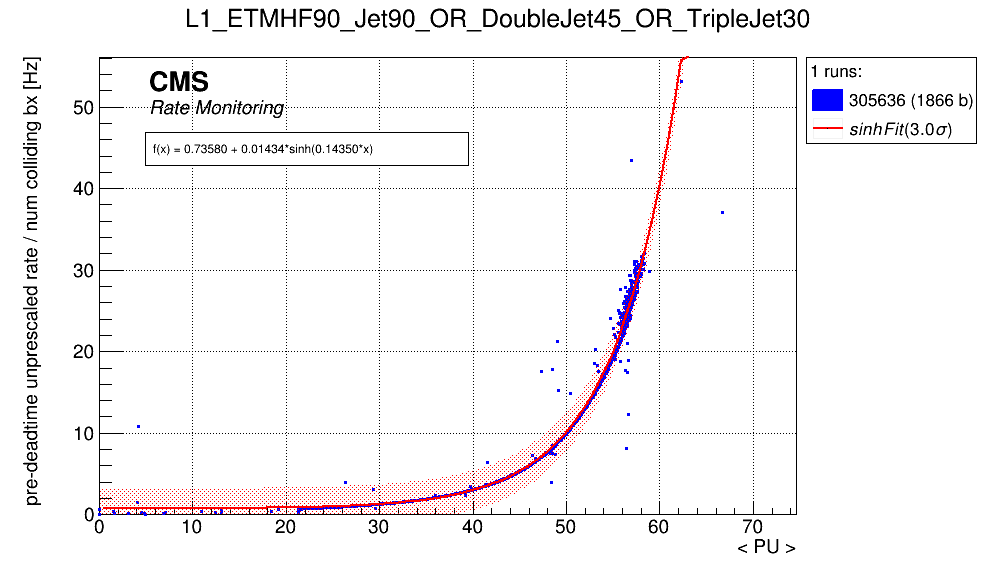 L1_ETMHF90_Jet90_OR_DoubleJet45_OR_TripleJet30
pre-deadtime unprescaled rate / num colliding bx [Hz]
CMS
Rate Monitoring
f(x) = 0.73580 + 0.01434*sinh(0.14350*x)
1 runs:
305636 (1866 b)
sinhFit(3.0σ)
50
40
30
20
10
0
0 10 20 30 40 50 60 70
< PU >